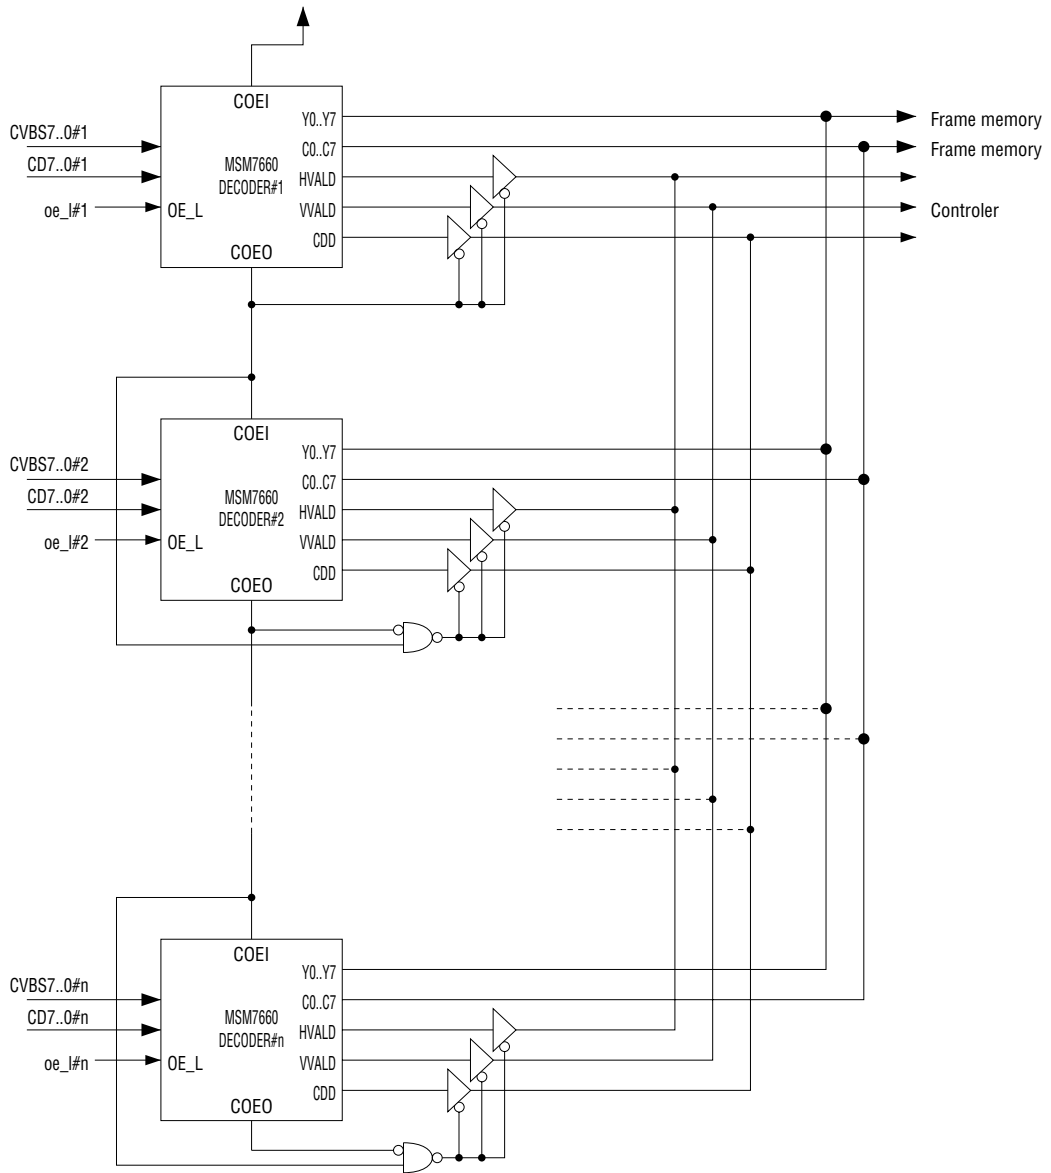 COEI
CVBS7..0#1
CD7..0#1
oe_l#1
OE_L
MSM7660
DECODER#1
COEO
Y0..Y7
C0..C7
HVALD
VVALD
CDD
Frame memory
Frame memory
Controler
COEI
CVBS7..0#2
CD7..0#2
oe_l#2
OE_L
MSM7660
DECODER#2
COEO
Y0..Y7
C0..C7
HVALD
VVALD
CDD
COEI
CVBS7..0#n
CD7..0#n
oe_l#n
OE_L
MSM7660
DECODER#n
COEO
Y0..Y7
C0..C7
HVALD
VVALD
CDD